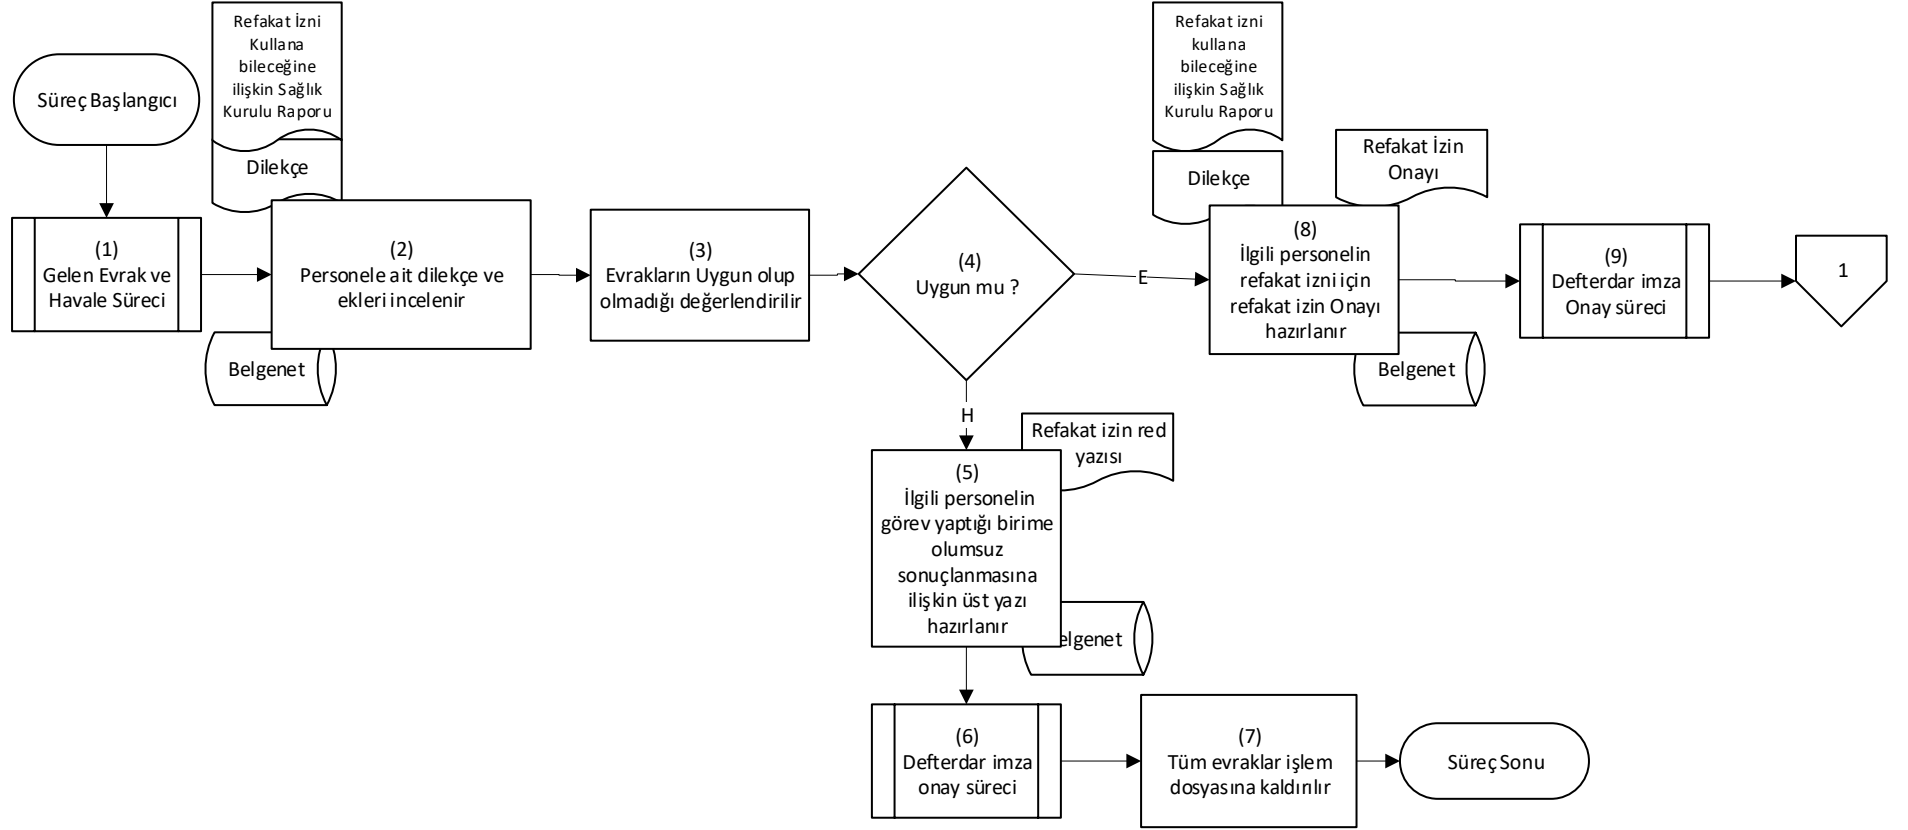 Süreç Başlangıcı
Refakat İzni
Kullana
bileceğine
ilişkin Sağlık
Kurulu Raporu
Dilekçe
(1)
Gelen Evrak ve
Havale Süreci
(2)
Personele ait dilekçe ve
ekleri incelenir
Belgenet
(3)
Evrakların Uygun olup
olmadığı değerlendirilir
(4)
Uygun mu ?
E
H
Refakat izni
kullana
bileceğine
ilişkin Sağlık
Kurulu Raporu
Dilekçe
Refakat İzin
Onayı
(8)
İlgili personelin
refakat izni için
refakat izin Onayı
hazırlanır
Belgenet
(9)
Defterdar imza
Onay süreci
1
Refakat izin red
yazısı
(5)
İlgili personelin
görev yaptığı birime
olumsuz
sonuçlanmasına
ilişkin üst yazı
hazırlanır
elgenet
(6)
Defterdar imza
onay süreci
(7)
Tüm evraklar işlem
dosyasına kaldırılır
Süreç Sonu